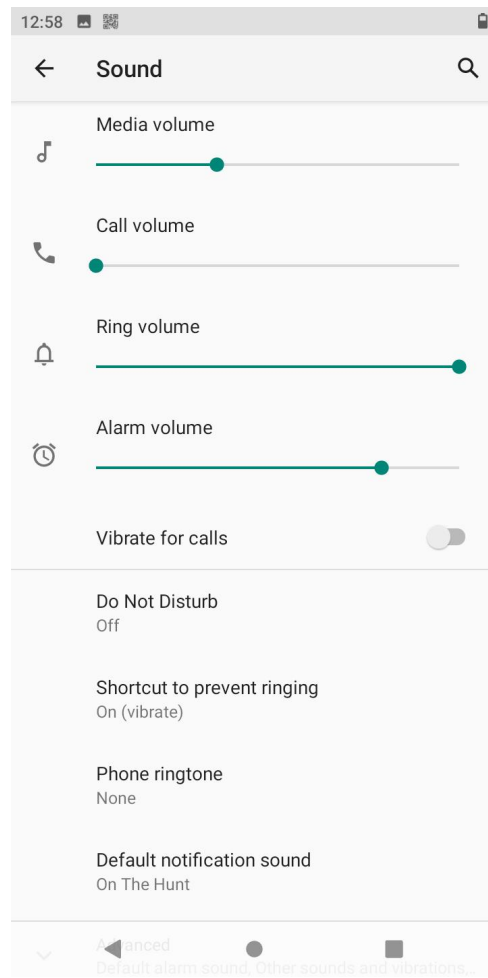 12:58
Sound
Media volume
Call volume
Ring volume
Alarm volume
Vibrate for calls
Do Not Disturb
Off
Shortcut to prevent ringing
On (vibrate)
Phone ringtone
None
Default notification sound
On The Hunt
Advanced
Default alarm sound, Other sounds and vibrations,...